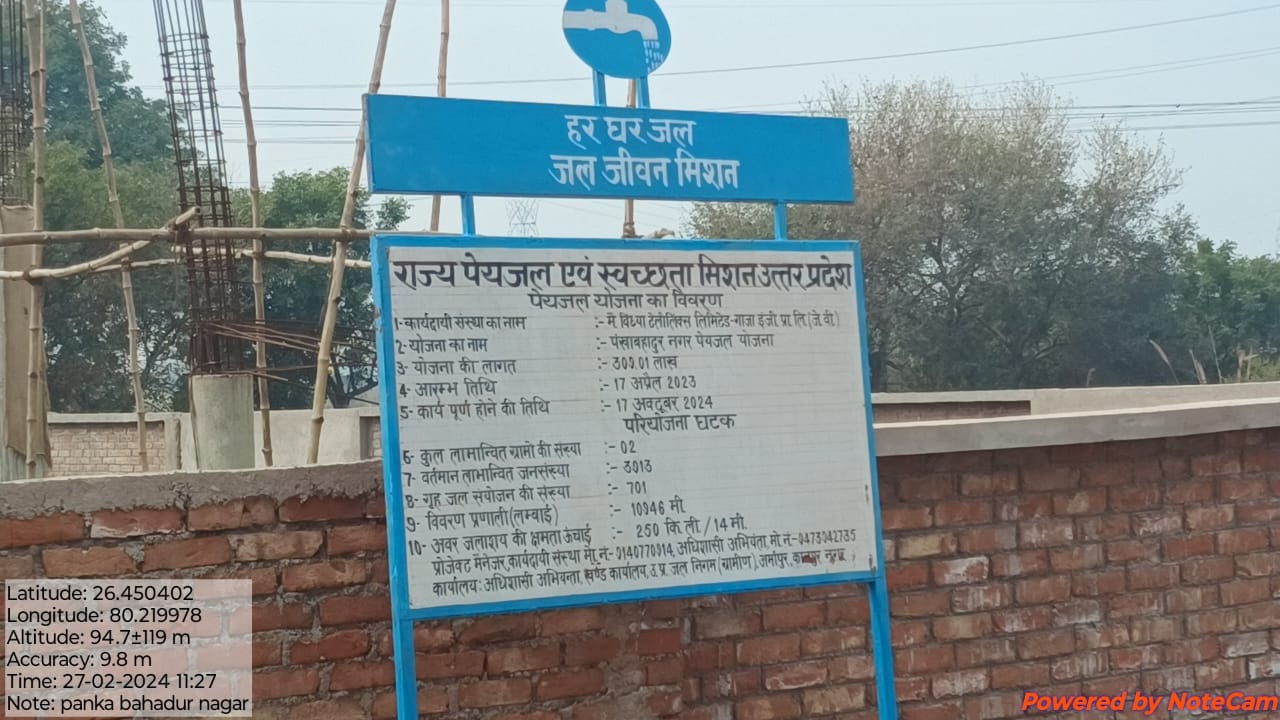 हर घर जल
जल जीवन मिशन
राज्य पेयजल एवं स्वच्छता मिशन उत्तर प्रदेश
पेयजल योजना का विवरण
1- कार्यदायी संस्था का नाम :- मे. विंध्या टेलीलिंक्स लिमिटेड-गाजा इंजी. प्रा. लि. (जे. वी.)
2- योजना का नाम :- पंखाबहादुर नगर पेयजल योजना
3- योजना की लागत :- 309.01 लाख
4- आरम्भ तिथि :- 17 अप्रैल 2023
5- कार्य पूर्ण होने की तिथि :- 17 अक्टूबर 2024
परियोजना घटक
6- कुल लाभान्वित ग्रामो की संख्या :- 02
7- वर्तमान लाभान्वित जनसंख्या :- 3013
8- गृह जल संयोजन की संख्या :- 701
9- विवरण प्रणाली (लम्बाई) :- 10946 मी.
10- अवर जलाशय की क्षमता ऊंचाई :- 250 कि. ली. / 14 मी.
प्रोजेक्ट मैनेजर, कार्यदायी संस्था मो. नं.- अधिशासी अभियंता, मो. नं.-
कार्यालय: अधिशासी अभियन्ता, खण्ड कार्यालय, उ. प्र. जल निगम (ग्रामीण), नगर
Latitude: 26.450402
Longitude: 80.219978
Altitude: 94.7±119 m
Accuracy: 9.8 m
Time: 27-02-2024 11:27
Note: panka bahadur nagar
Powered by NoteCam